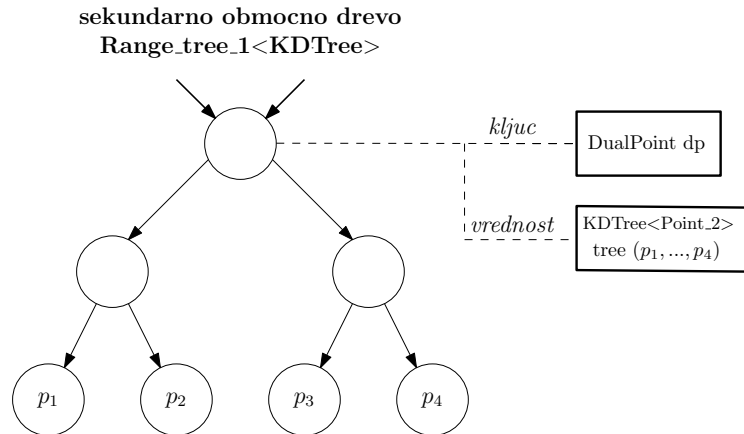 sekundarno obmocno drevo
Range_tree_1<KDTree>
kljuc
DualPoint dp
vrednost
KDTree<Point_2>
tree (p₁, ..., p₄)
p₁
p₂
p₃
p₄